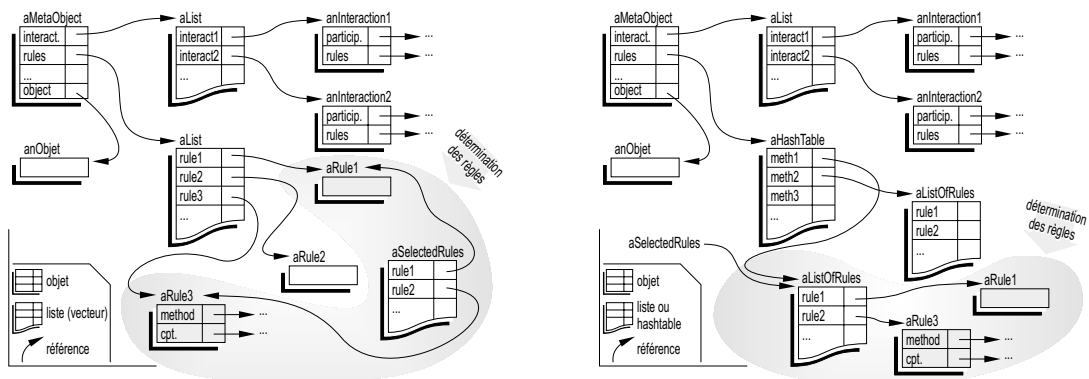 aMetaObject
interact.
rules
...
object
anObjet
aList
interact1
interact2
...
anInteraction1
particip.
...
rules
...
anInteraction2
particip.
...
rules
...
aList
rule1
rule2
rule3
...
détermination
des règles
aRule1
aRule2
aSelectedRules
rule1
rule2
...
aRule3
method
...
cpt.
...
objet
liste (vecteur)
référence
aMetaObject
interact.
rules
...
object
anObjet
aList
interact1
interact2
...
anInteraction1
particip.
...
rules
...
anInteraction2
particip.
...
rules
...
aHashTable
meth1
meth2
meth3
...
aListOfRules
rule1
rule2
...
détermination
des règles
aSelectedRules
aListOfRules
rule1
rule2
...
aRule1
aRule3
method
...
cpt.
...
objet
liste ou
hashtable
référence